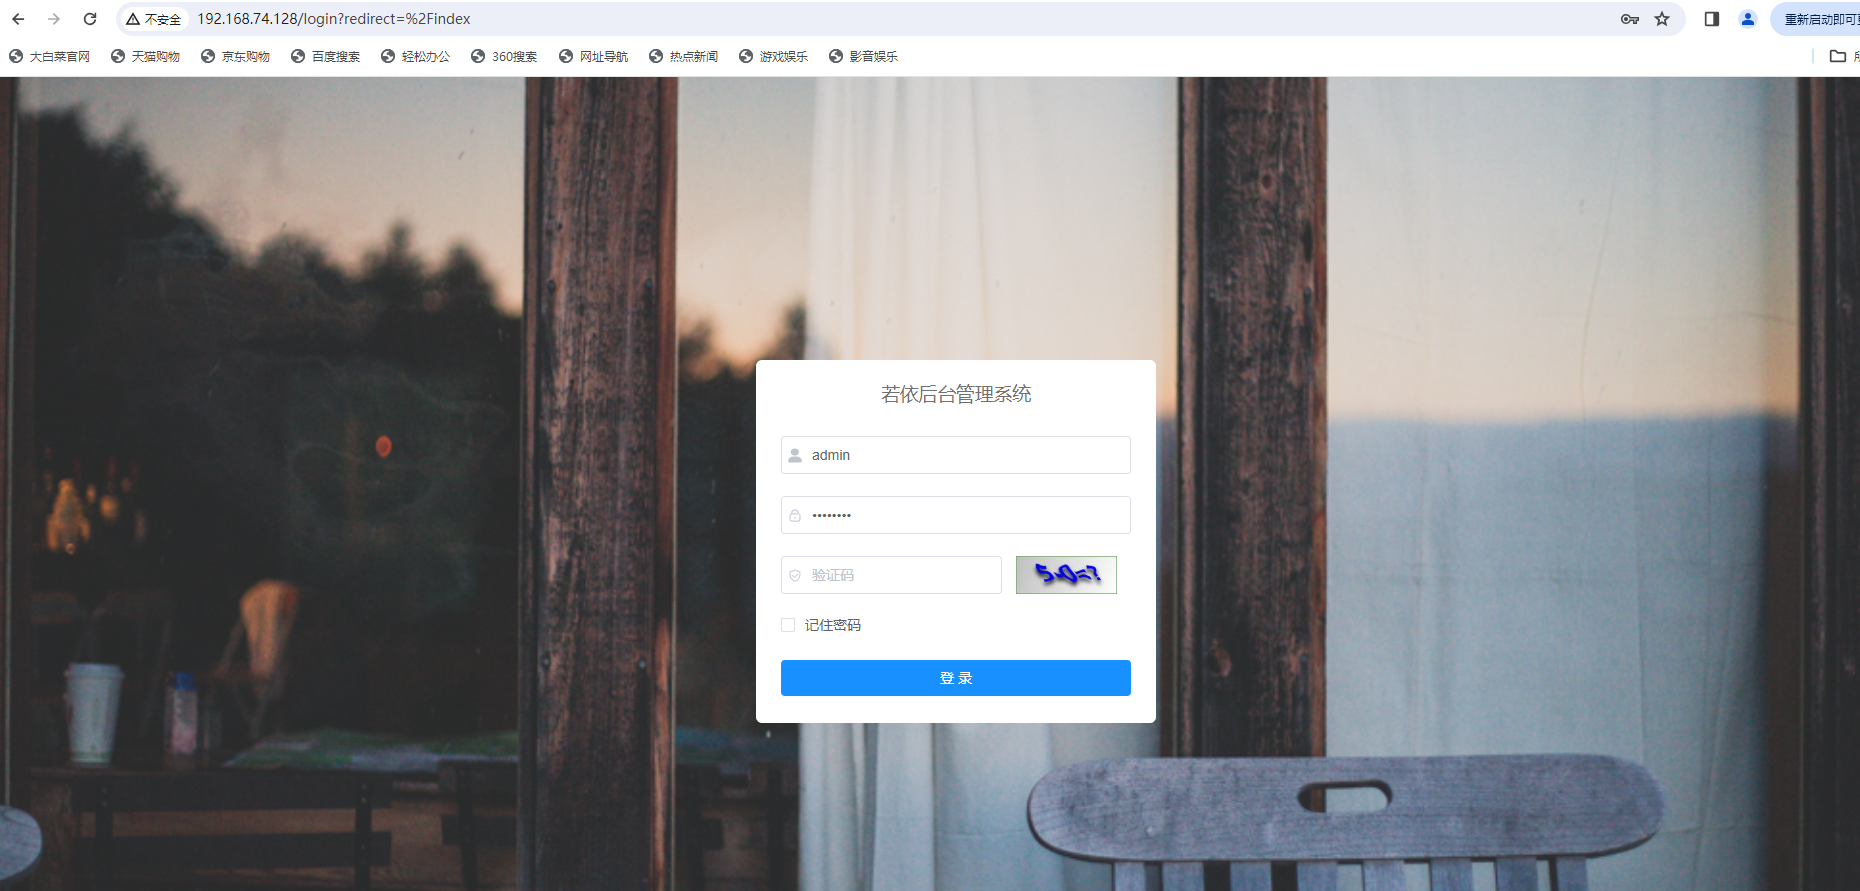 不安全 192.168.74.128/login?redirect=%2Findex 重新启动即可
大白菜官网 天猫购物 京东购物 百度搜索 轻松办公 360搜索 网址导航 热点新闻 游戏娱乐 影音娱乐
若依后台管理系统
admin
••••••••
验证码
记住密码
登 录